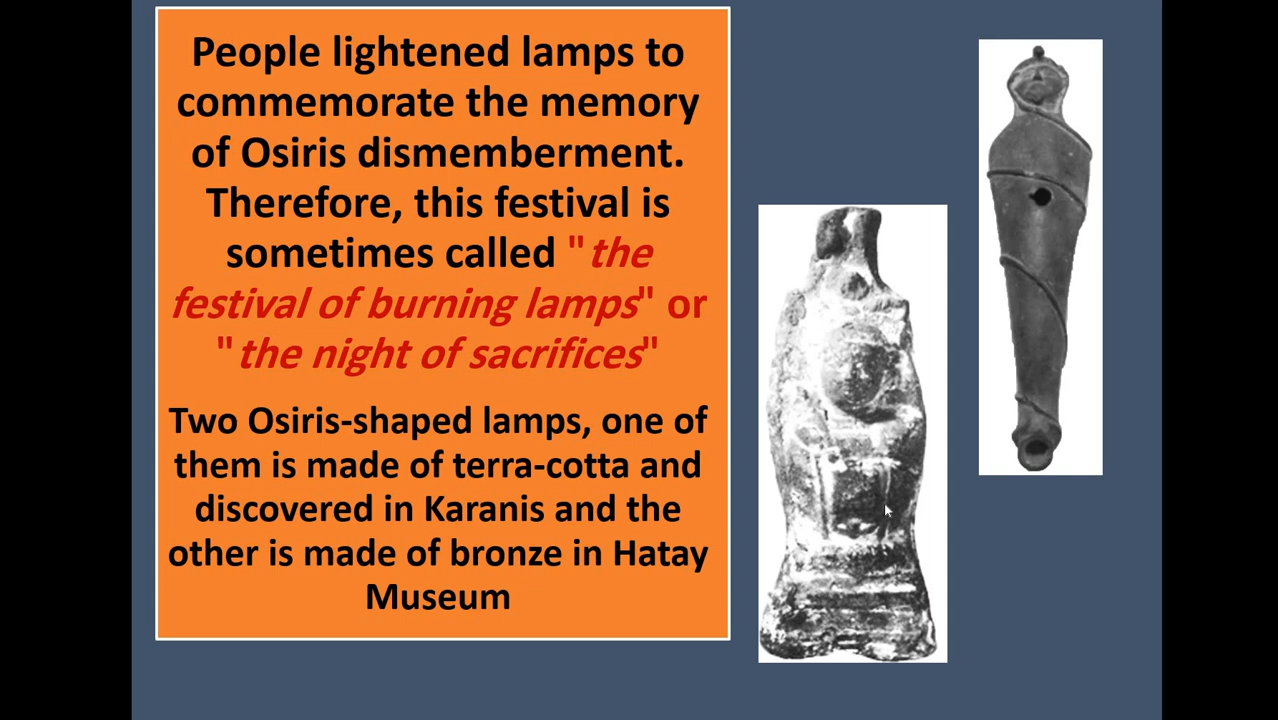 People lightened lamps to
commemorate the memory
of Osiris dismemberment.
Therefore, this festival is
sometimes called "the
festival of burning lamps" or
"the night of sacrifices"
Two Osiris-shaped lamps, one of
them is made of terra-cotta and
discovered in Karanis and the
other is made of bronze in Hatay
Museum